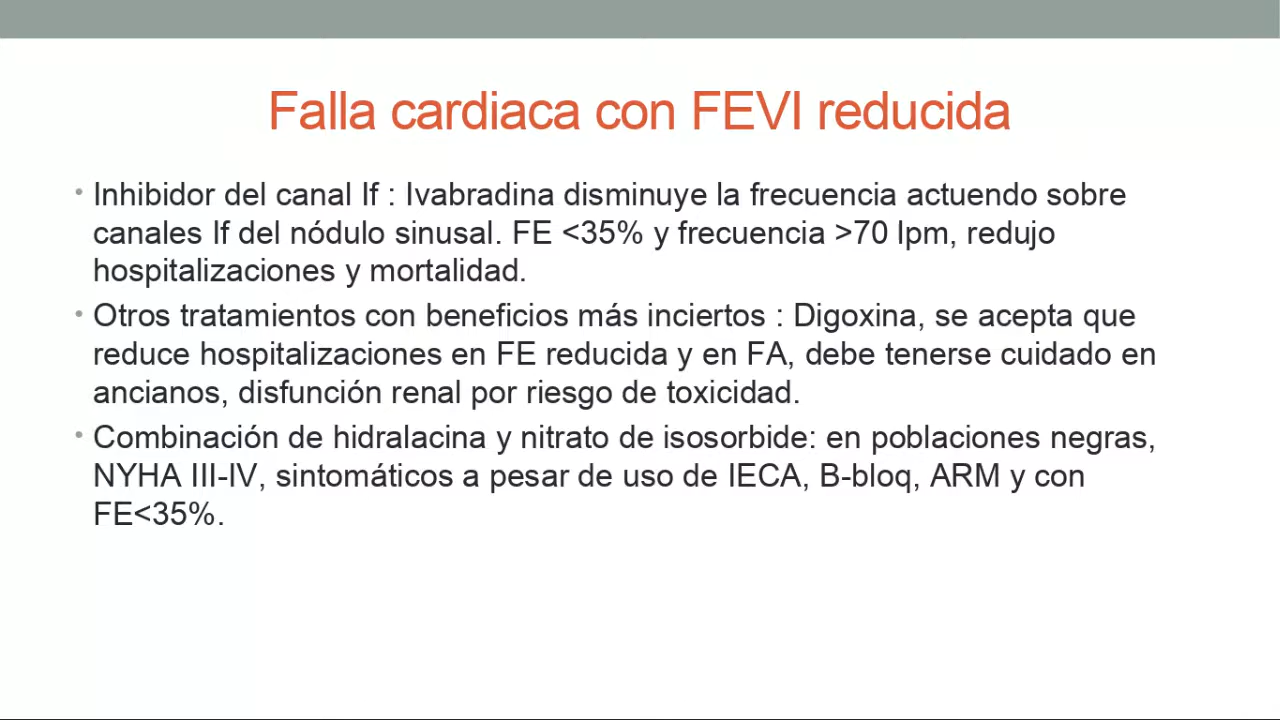 Falla cardiaca con FEVI reducida
• Inhibidor del canal If : Ivabradina disminuye la frecuencia actuando sobre
canales If del nódulo sinusal. FE <35% y frecuencia >70 lpm, redujo
hospitalizaciones y mortalidad.
• Otros tratamientos con beneficios más inciertos : Digoxina, se acepta que
reduce hospitalizaciones en FE reducida y en FA, debe tenerse cuidado en
ancianos, disfunción renal por riesgo de toxicidad.
• Combinación de hidralacina y nitrato de isosorbide: en poblaciones negras,
NYHA III-IV, sintomáticos a pesar de uso de IECA, B-bloq, ARM y con
FE<35%.